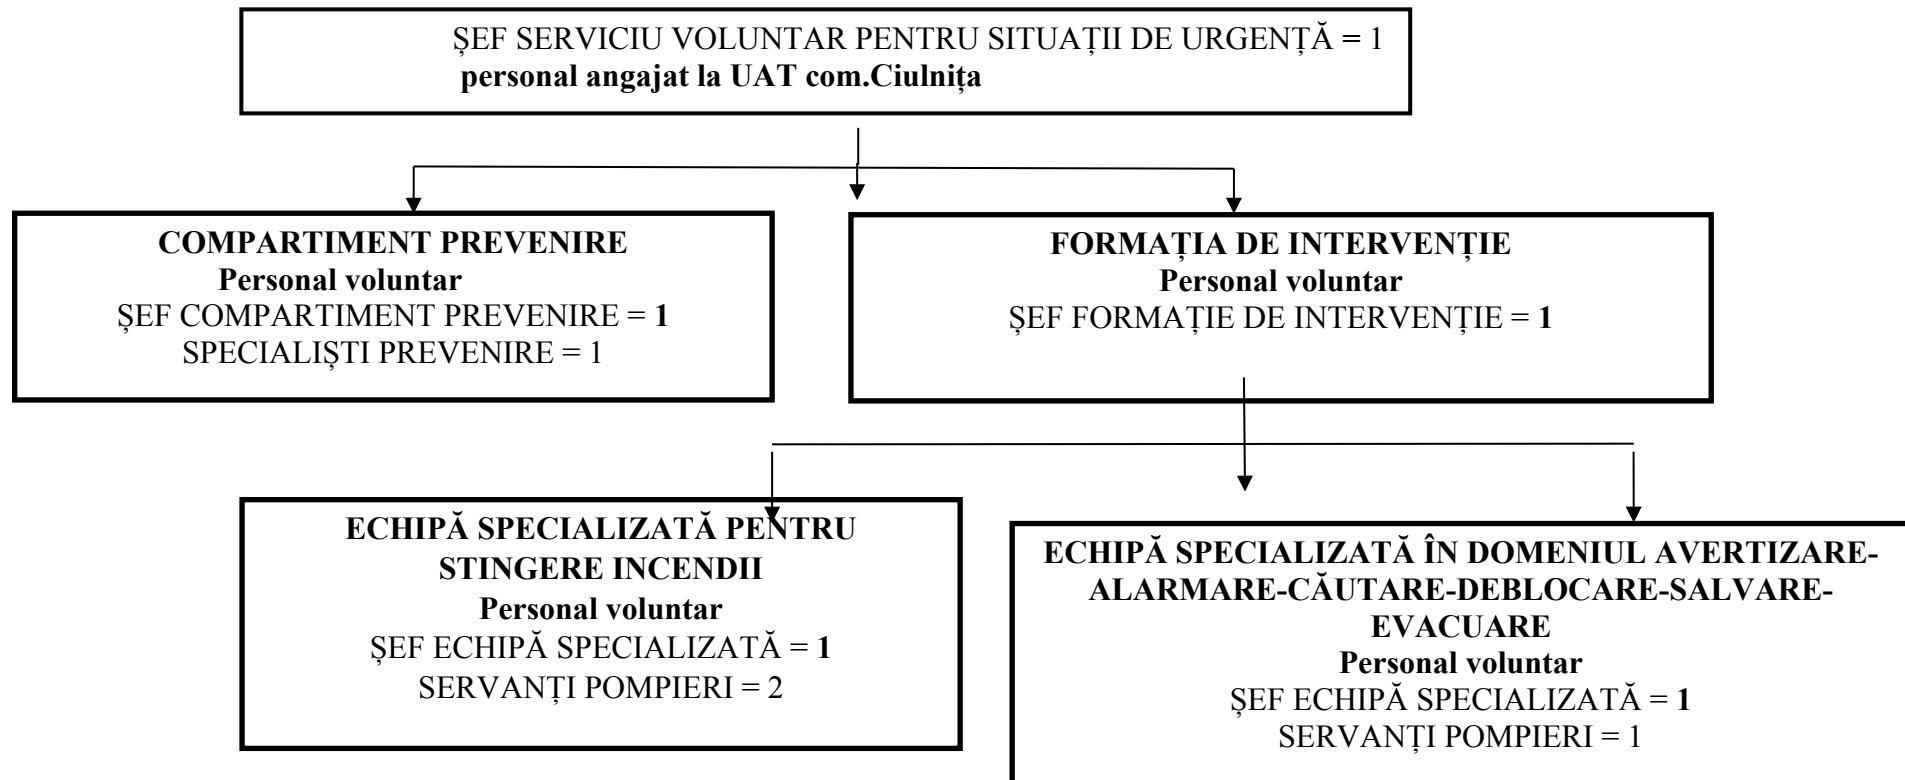 ȘEF SERVICIU VOLUNTAR PENTRU SITUAȚII DE URGENȚĂ = 1
personal angajat la UAT com.Ciulnița
COMPARTIMENT PREVENIRE
Personal voluntar
ȘEF COMPARTIMENT PREVENIRE = 1
SPECIALIȘTI PREVENIRE = 1
FORMAȚIA DE INTERVENȚIE
Personal voluntar
ȘEF FORMAȚIE DE INTERVENȚIE = 1
ECHIPĂ SPECIALIZATĂ PENTRU
STINGERE INCENDII
Personal voluntar
ȘEF ECHIPĂ SPECIALIZATĂ = 1
SERVANȚI POMPIERI = 2
ECHIPĂ SPECIALIZATĂ ÎN DOMENIUL AVERTIZARE-
ALARMARE-CĂUTARE-DEBLOCARE-SALVARE-
EVACUARE
Personal voluntar
ȘEF ECHIPĂ SPECIALIZATĂ = 1
SERVANȚI POMPIERI = 1